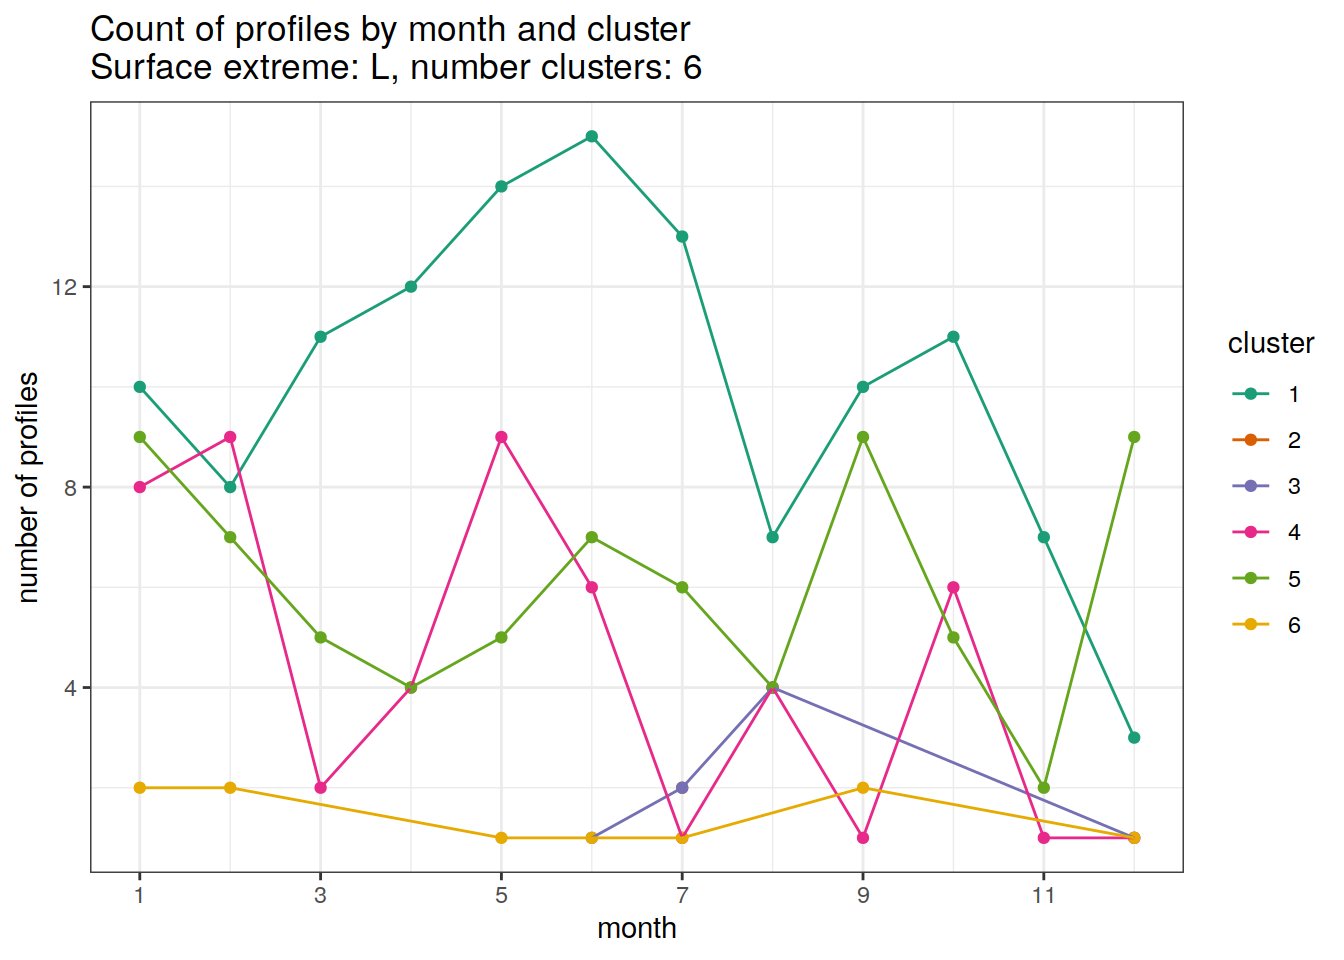 Count of profiles by month and cluster
Surface extreme: L, number clusters: 6
12
8
4
number of profiles
1 3 5 7 9 11
month
cluster
1
2
3
4
5
6